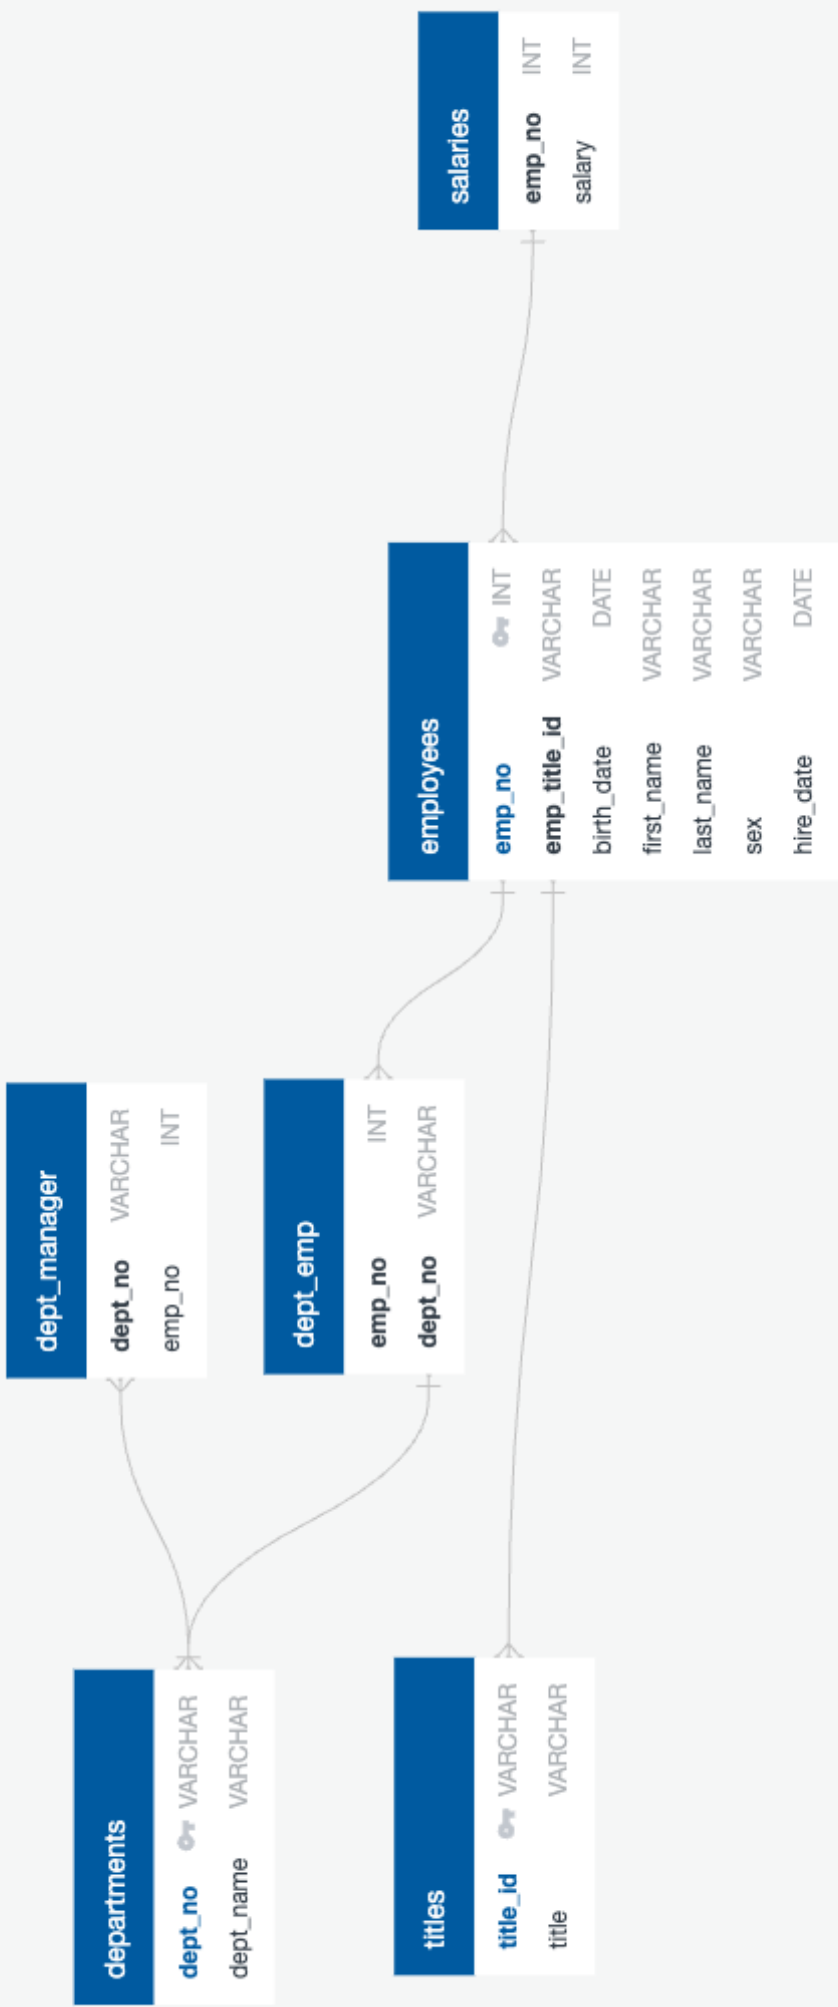 departments
dept_no VARCHAR
dept_name VARCHAR
titles
title_id VARCHAR
title VARCHAR
dept_manager
dept_no VARCHAR
emp_no INT
dept_emp
emp_no INT
dept_no VARCHAR
employees
emp_no INT
emp_title_id VARCHAR
birth_date DATE
first_name VARCHAR
last_name VARCHAR
sex VARCHAR
hire_date DATE
salaries
emp_no INT
salary INT